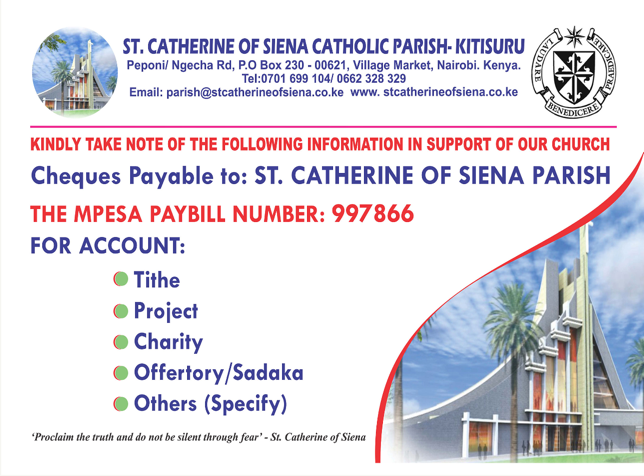 ST. CATHERINE OF SIENA CATHOLIC PARISH- KITISURU
Peponi/ Ngecha Rd, P.O Box 230 - 00621, Village Market, Nairobi. Kenya.
Tel:0701 699 104/ 0662 328 329
Email: parish@stcatherineofsiena.co.ke www. stcatherineofsiena.co.ke
LAUDARE BENEDICERE PRAEDICARE
KINDLY TAKE NOTE OF THE FOLLOWING INFORMATION IN SUPPORT OF OUR CHURCH
Cheques Payable to: ST. CATHERINE OF SIENA PARISH
THE MPESA PAYBILL NUMBER: 997866
FOR ACCOUNT:
Tithe
Project
Charity
Offertory/Sadaka
Others (Specify)
'Proclaim the truth and do not be silent through fear' - St. Catherine of Siena